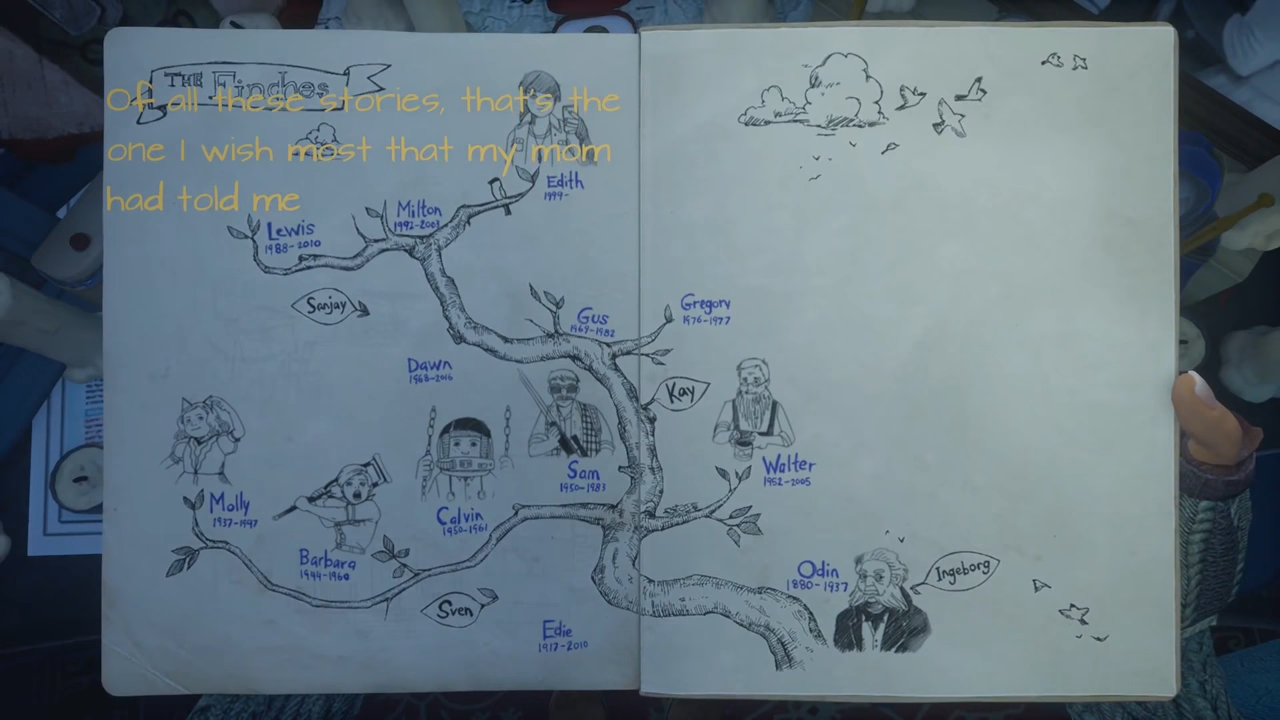 THE Finches
Of all these stories, that's the
one I wish most that my mom
had told me
Edith
1999-
Milton
1992-2003
Lewis
1988-2010
Sanjay
Gus
1969-1982
Gregory
1976-1977
Dawn
1968-2016
Kay
Sam
1950-1983
Walter
1952-2005
Molly
1937-1947
Calvin
1950-1961
Barbara
1944-1960
Sven
Odin
1880-1937
Ingeborg
Edie
1917-2010